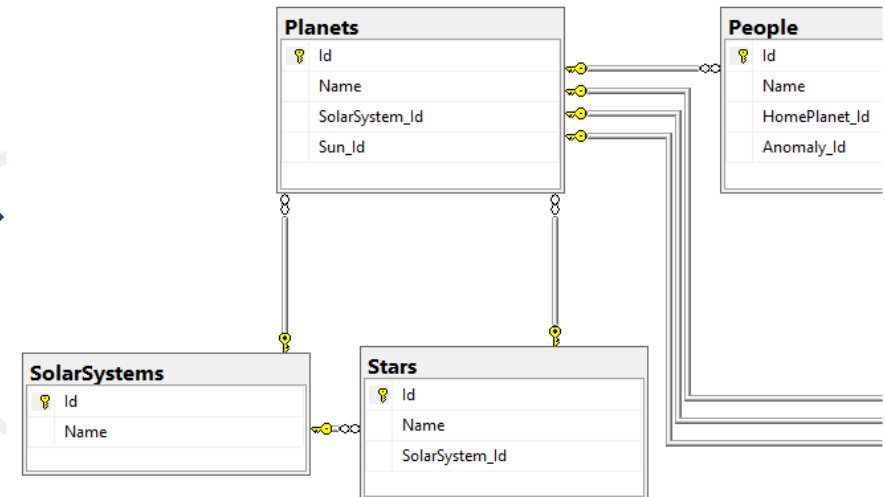 Planets
Id
Name
SolarSystem_Id
Sun_Id
People
Id
Name
HomePlanet_Id
Anomaly_Id
SolarSystems
Id
Name
Stars
Id
Name
SolarSystem_Id